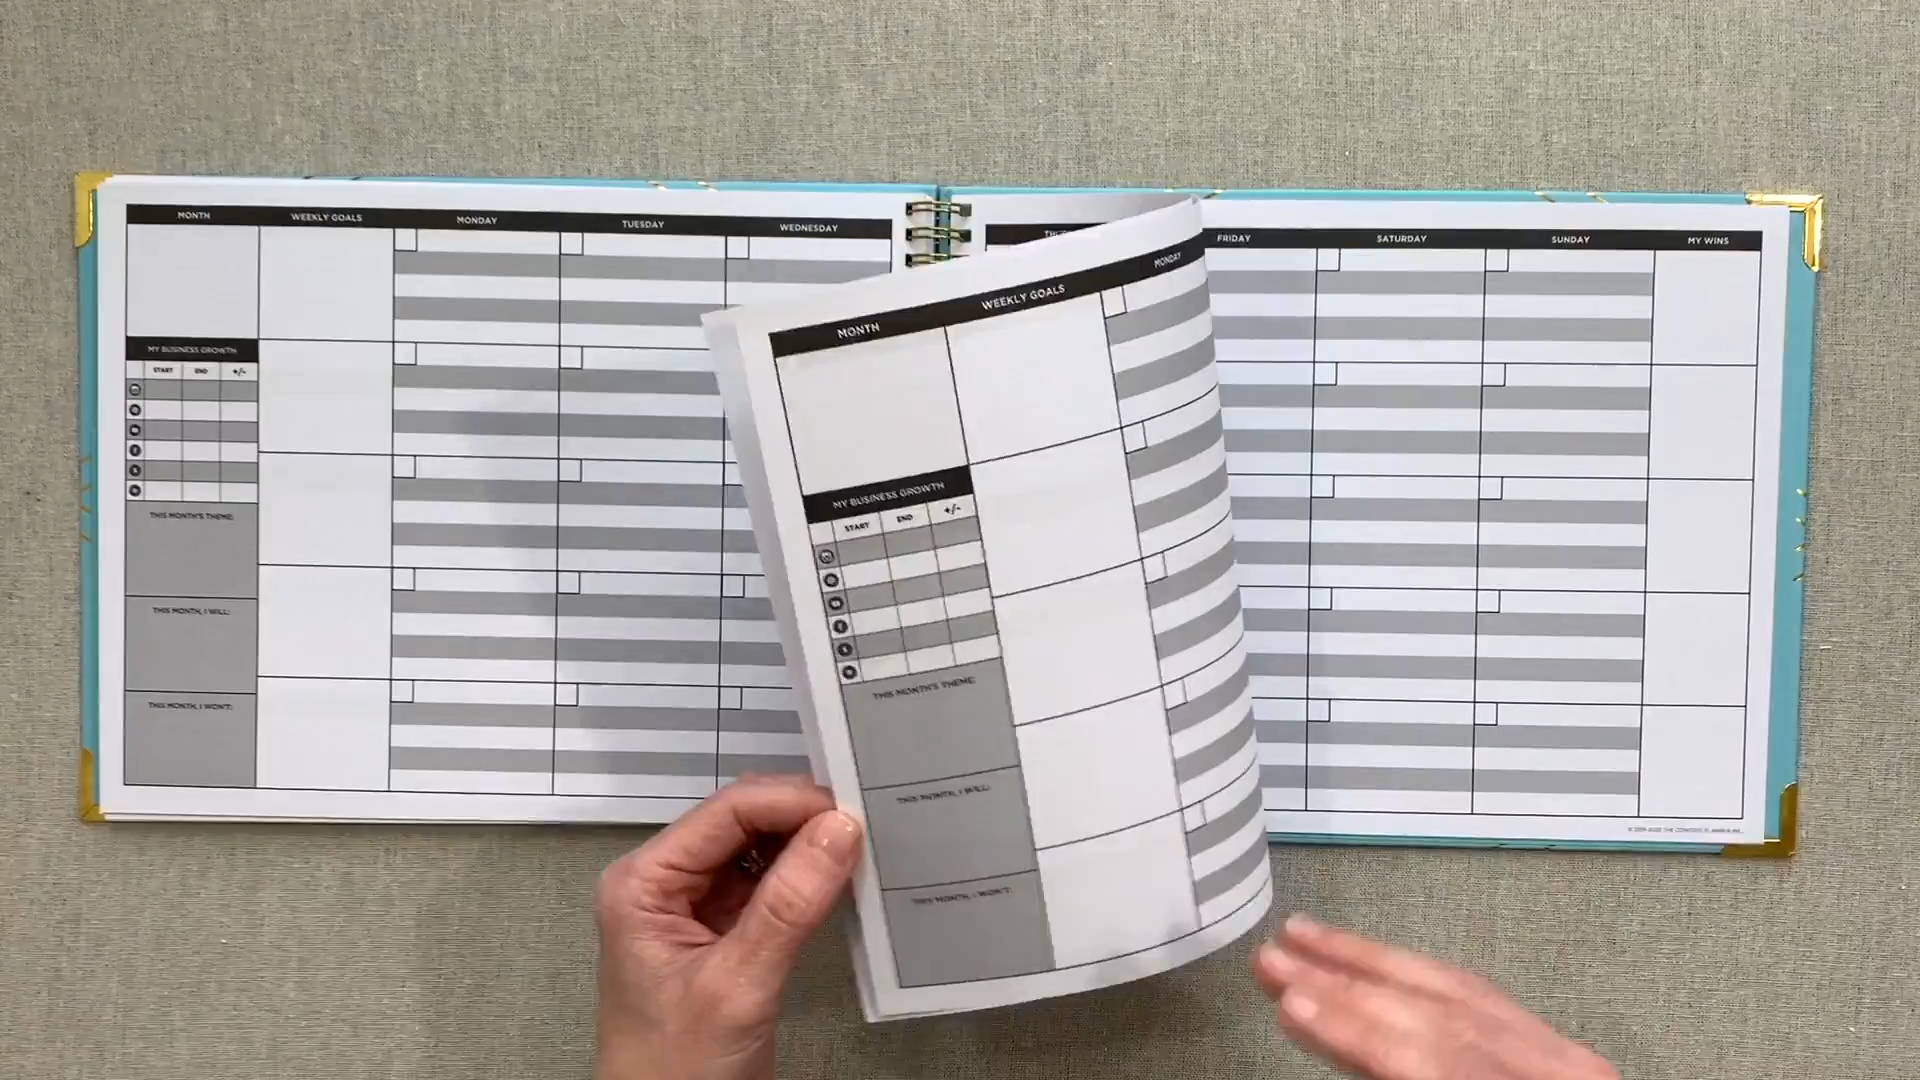 MONTH WEEKLY GOALS MONDAY TUESDAY WEDNESDAY
MY BUSINESS GROWTH
START END +/-
THIS MONTH'S THEME:
THIS MONTH, I WILL:
THIS MONTH, I WON'T:
MONTH WEEKLY GOALS MONDAY
MY BUSINESS GROWTH
START END +/-
THIS MONTH'S THEME:
THIS MONTH, I WILL:
THIS MONTH, I WON'T:
FRIDAY SATURDAY SUNDAY MY WINS